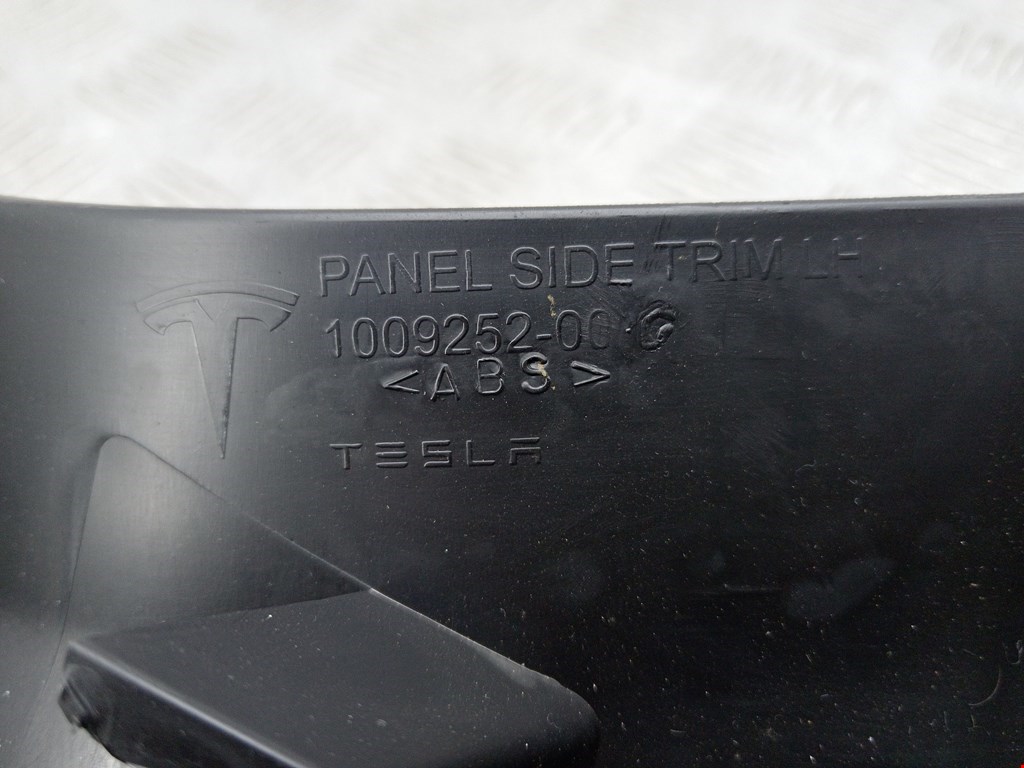 PANEL SIDE TRIM LH
1009252-00
<ABS>
TESLA